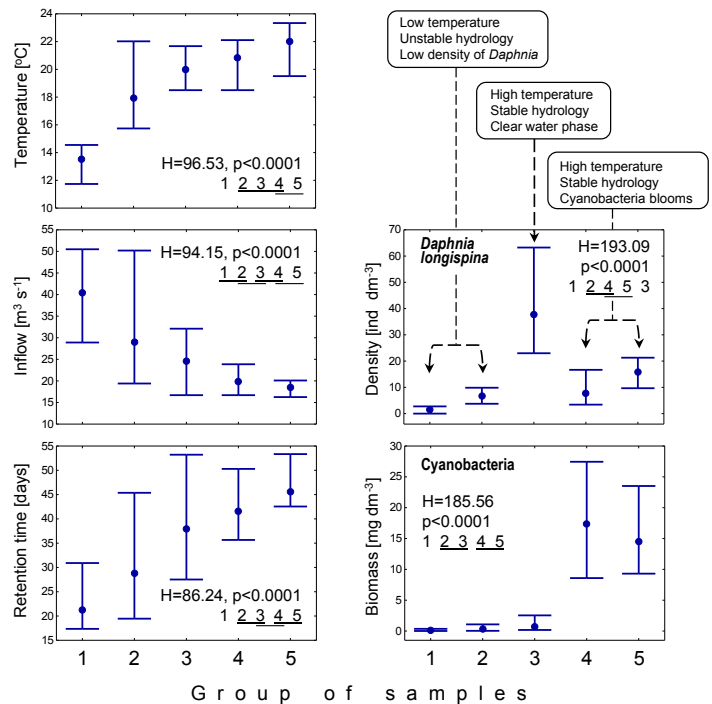 Temperature [ºC]
24
22
20
18
16
14
12
H=96.53, p<0.0001
1 2 3 4 5
Inflow [m³ s⁻¹]
55
50
45
40
35
30
25
20
15
10
H=94.15, p<0.0001
1 2 3 4 5
Retention time [days]
55
50
45
40
35
30
25
20
15
H=86.24, p<0.0001
1 2 3 4 5
1 2 3 4 5
Low temperature
Unstable hydrology
Low density of Daphnia
High temperature
Stable hydrology
Clear water phase
High temperature
Stable hydrology
Cyanobacteria blooms
Density [ind dm⁻³]
70
60
50
40
30
20
10
0
Daphnia
longispina
H=193.09
p<0.0001
1 2 4 5 3
Biomass [mg dm⁻³]
30
25
20
15
10
5
0
Cyanobacteria
H=185.56
p<0.0001
1 2 3 4 5
1 2 3 4 5
Group of samples